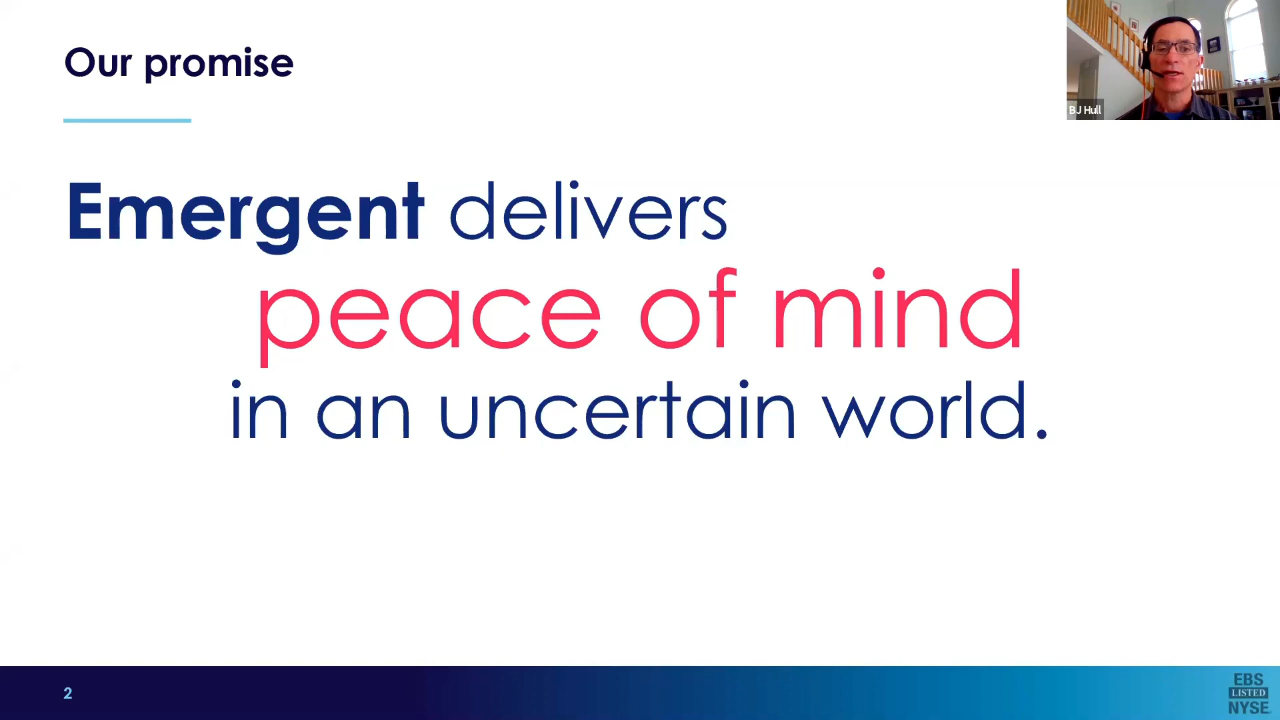 Our promise
BJ Hull
Emergent delivers
peace of mind
in an uncertain world.
2
EBS
LISTED
NYSE